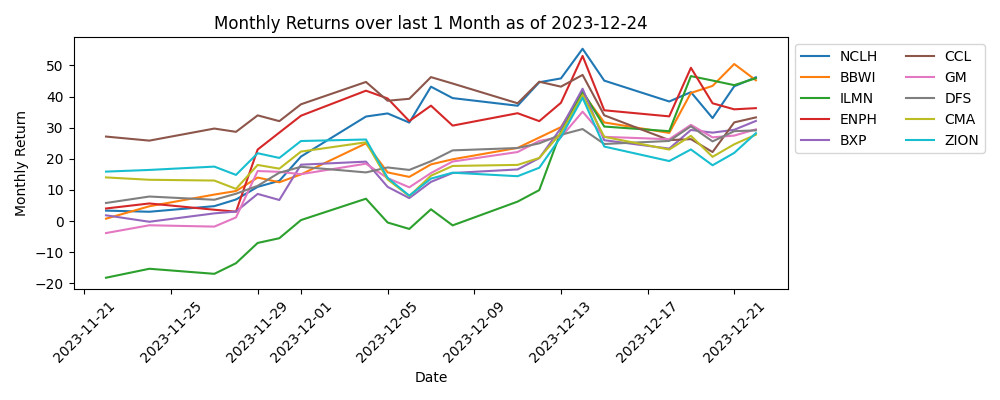 Monthly Returns over last 1 Month as of 2023-12-24
Monthly Return
50
40
30
20
10
0
−10
−20
2023-11-21
2023-11-25
2023-11-29
2023-12-01
2023-12-05
2023-12-09
2023-12-13
2023-12-17
2023-12-21
Date
NCLH
BBWI
ILMN
ENPH
BXP
CCL
GM
DFS
CMA
ZION